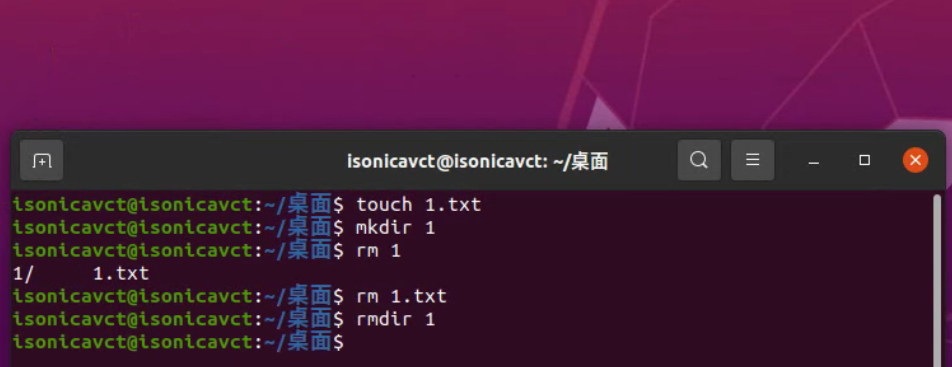 isonicavct@isonicavct: ~/桌面
isonicavct@isonicavct:~/桌面$ touch 1.txt
isonicavct@isonicavct:~/桌面$ mkdir 1
isonicavct@isonicavct:~/桌面$ rm 1
1/     1.txt
isonicavct@isonicavct:~/桌面$ rm 1.txt
isonicavct@isonicavct:~/桌面$ rmdir 1
isonicavct@isonicavct:~/桌面$